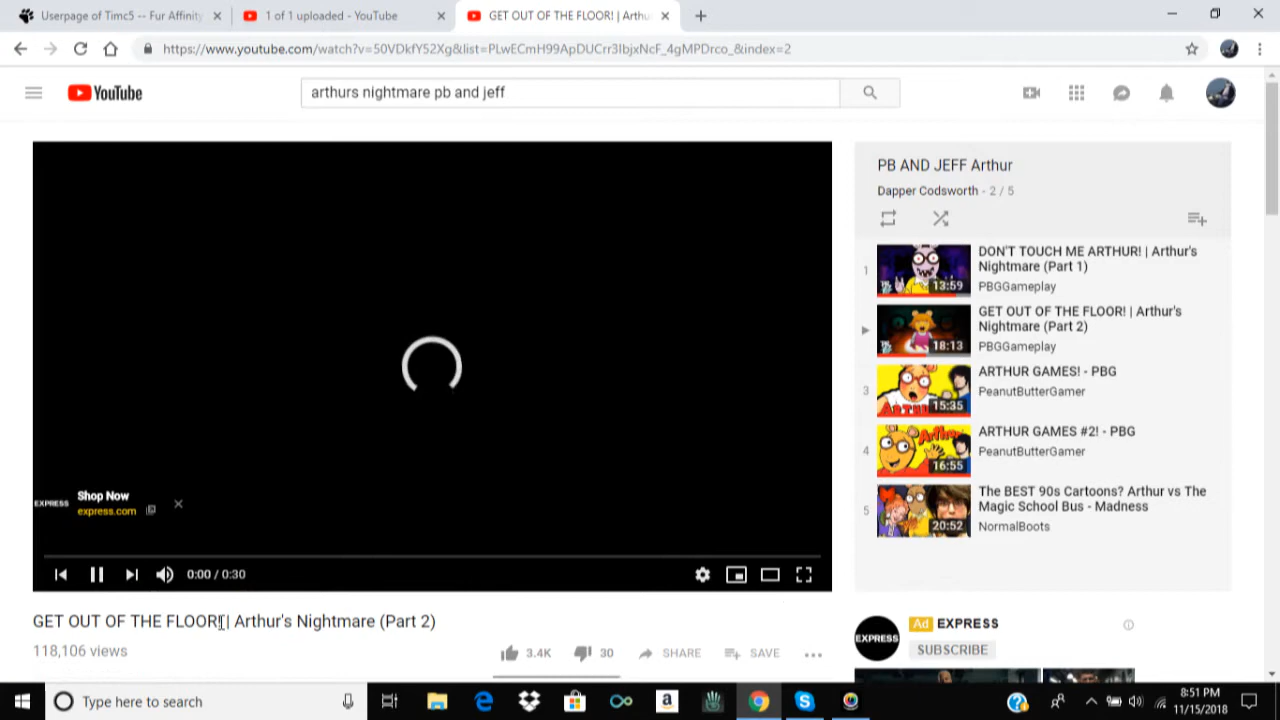 Userpage of Timc5 -- Fur Affinity
1 of 1 uploaded - YouTube
GET OUT OF THE FLOOR! | Arthu
https://www.youtube.com/watch?v=50VDkfY52Xg&list=PLwECmH99ApDUCrr3IbjxNcF_4gMPDrco_&index=2
YouTube
arthurs nightmare pb and jeff
PB AND JEFF Arthur
Dapper Codsworth - 2 / 5
1
DON'T TOUCH ME ARTHUR! | Arthur's
Nightmare (Part 1)
PBGGameplay
13:59
GET OUT OF THE FLOOR! | Arthur's
Nightmare (Part 2)
PBGGameplay
18:13
3
ARTHUR GAMES! - PBG
PeanutButterGamer
15:35
4
ARTHUR GAMES #2! - PBG
PeanutButterGamer
16:55
5
The BEST 90s Cartoons? Arthur vs The
Magic School Bus - Madness
NormalBoots
20:52
EXPRESS
Shop Now
express.com
0:00 / 0:30
GET OUT OF THE FLOOR! | Arthur's Nightmare (Part 2)
118,106 views
3.4K
30
SHARE
SAVE
EXPRESS
Ad EXPRESS
SUBSCRIBE
Type here to search
8:51 PM
11/15/2018